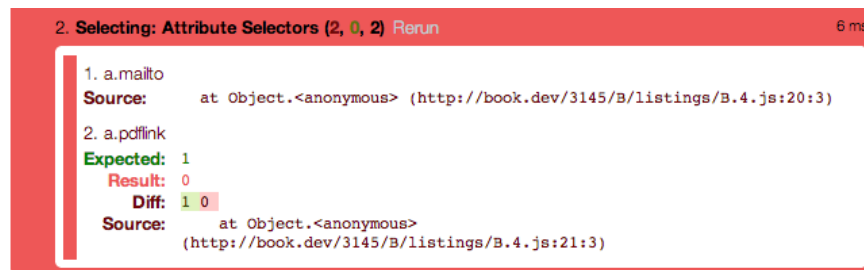 2. Selecting: Attribute Selectors (2, 0, 2) Rerun 6 ms
1. a.mailto
Source: at Object.<anonymous> (http://book.dev/3145/B/listings/B.4.js:20:3)
2. a.pdflink
Expected: 1
Result: 0
Diff: 1 0
Source: at Object.<anonymous>
(http://book.dev/3145/B/listings/B.4.js:21:3)